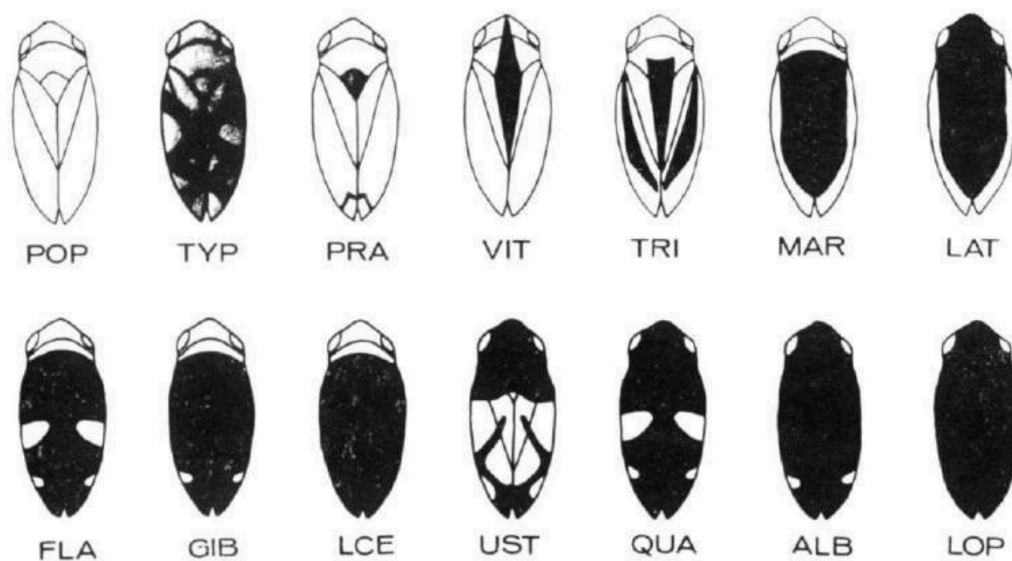 POP TYP PRA VIT TRI MAR LAT
FLA GIB LCE UST QUA ALB LOP